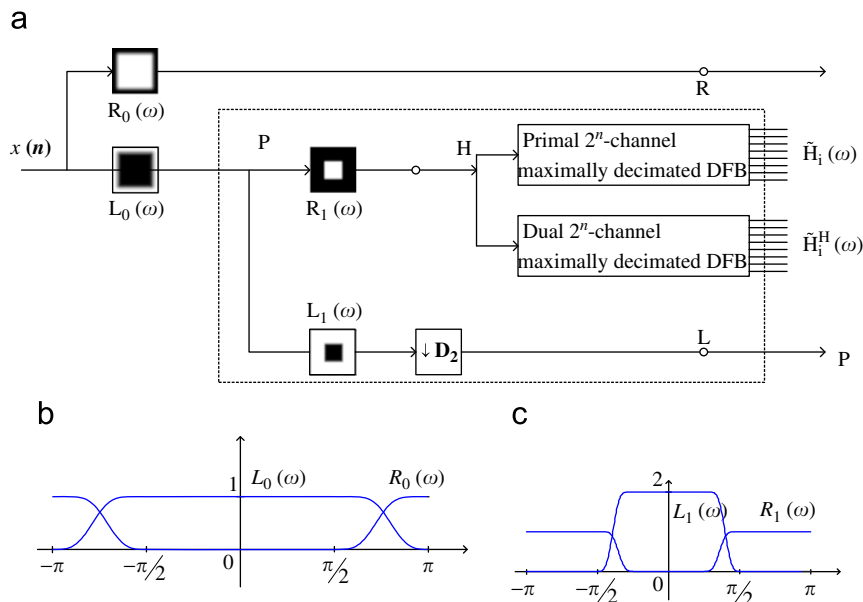 a
R₀ (ω)
R
x (n)
L₀ (ω)
P
R₁ (ω)
H
Primal 2ⁿ-channel
maximally decimated DFB
H̃ᵢ (ω)
Dual 2ⁿ-channel
maximally decimated DFB
H̃ᵢᴴ (ω)
L₁ (ω)
↓ D₂
L
P
b
1
L₀ (ω)
R₀ (ω)
−π
−π/2
0
π/2
π
c
2
L₁ (ω)
R₁ (ω)
−π
−π/2
0
π/2
π